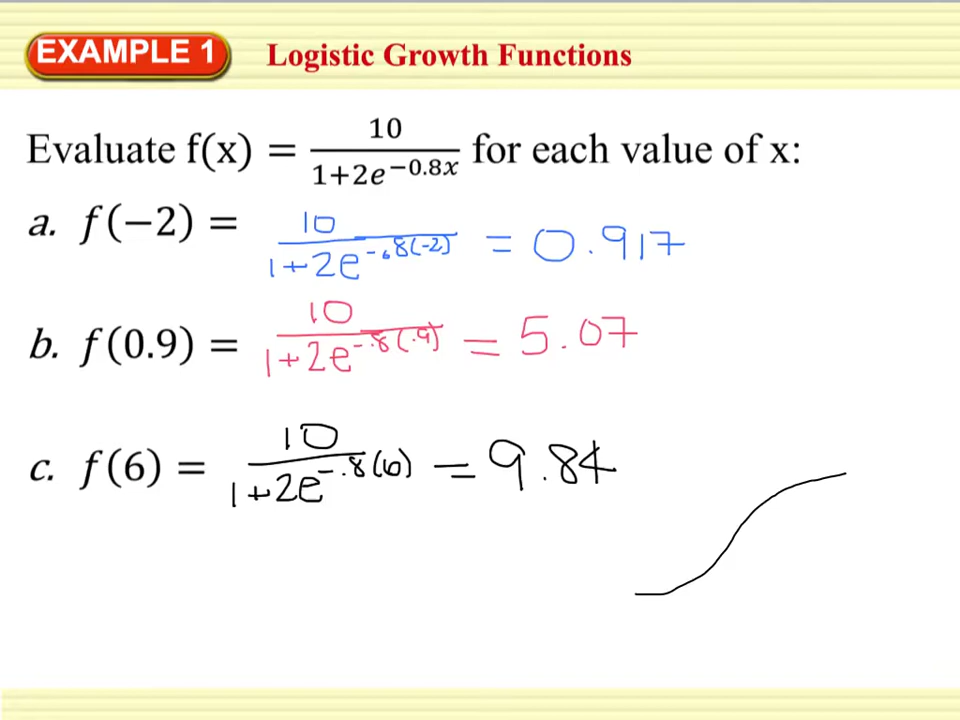 EXAMPLE 1 Logistic Growth Functions
Evaluate f(x) = 10/(1+2e^(−0.8x)) for each value of x:
a. f(−2) = 10/(1+2e^(-.8(-2))) = 0.917
b. f(0.9) = 10/(1+2e^(-.8(.9))) = 5.07
c. f(6) = 10/(1+2e^(-.8(6))) = 9.84